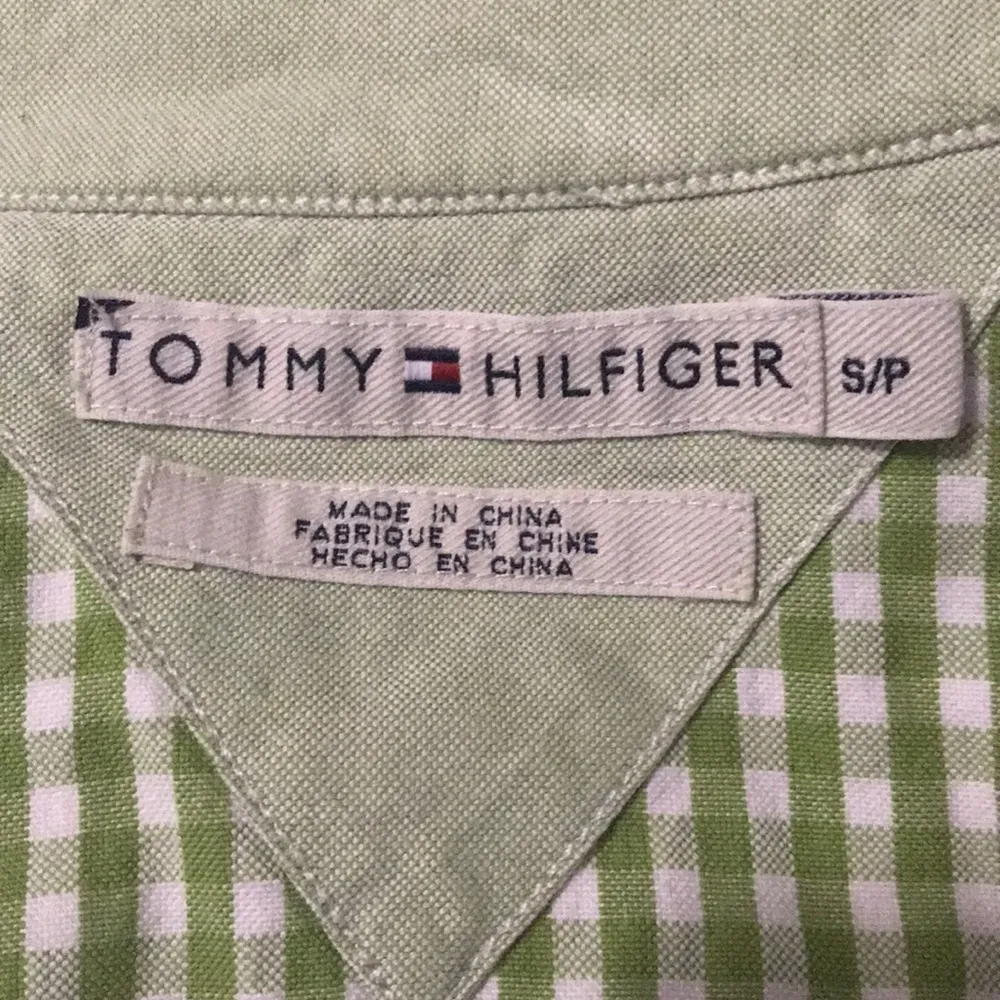 TOMMY HILFIGER S/P
MADE IN CHINA
FABRIQUE EN CHINE
HECHO EN CHINA